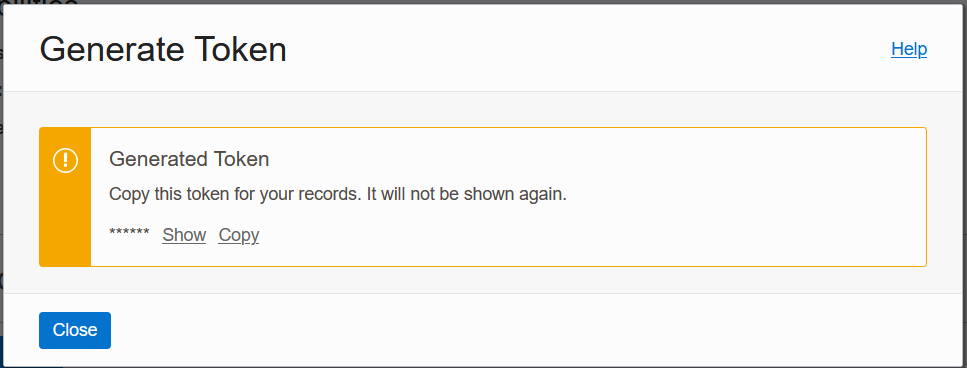 Generate Token
Help
Generated Token
Copy this token for your records. It will not be shown again.
****** Show Copy
Close